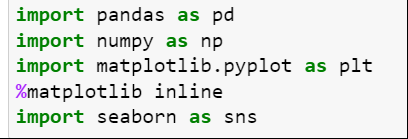 import pandas as pd
import numpy as np
import matplotlib.pyplot as plt
%matplotlib inline
import seaborn as sns